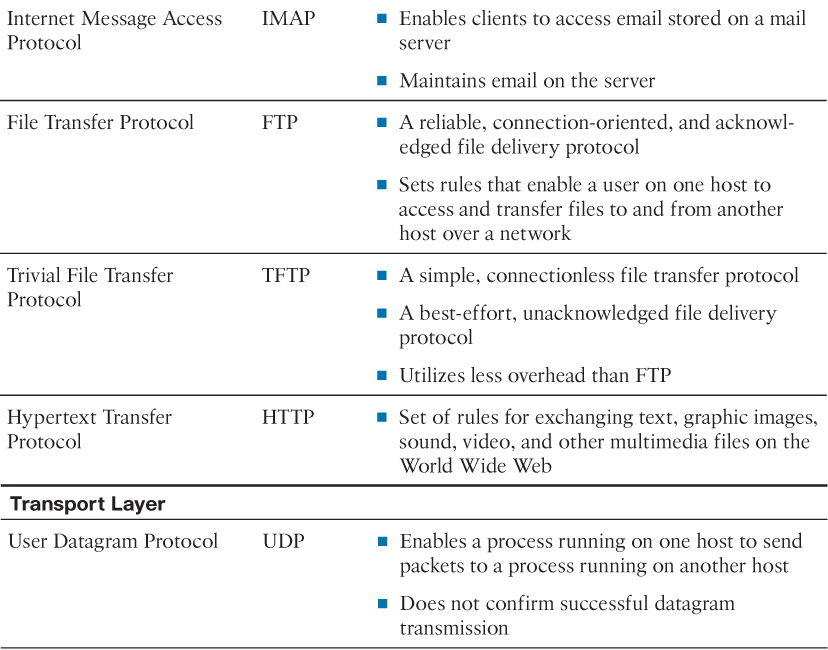 Internet Message Access IMAP ■ Enables clients to access email stored on a mail
Protocol server
■ Maintains email on the server
File Transfer Protocol FTP ■ A reliable, connection-oriented, and acknowl-
edged file delivery protocol
■ Sets rules that enable a user on one host to
access and transfer files to and from another
host over a network
Trivial File Transfer TFTP ■ A simple, connectionless file transfer protocol
Protocol
■ A best-effort, unacknowledged file delivery
protocol
■ Utilizes less overhead than FTP
Hypertext Transfer HTTP ■ Set of rules for exchanging text, graphic images,
Protocol sound, video, and other multimedia files on the
World Wide Web
Transport Layer
User Datagram Protocol UDP ■ Enables a process running on one host to send
packets to a process running on another host
■ Does not confirm successful datagram
transmission